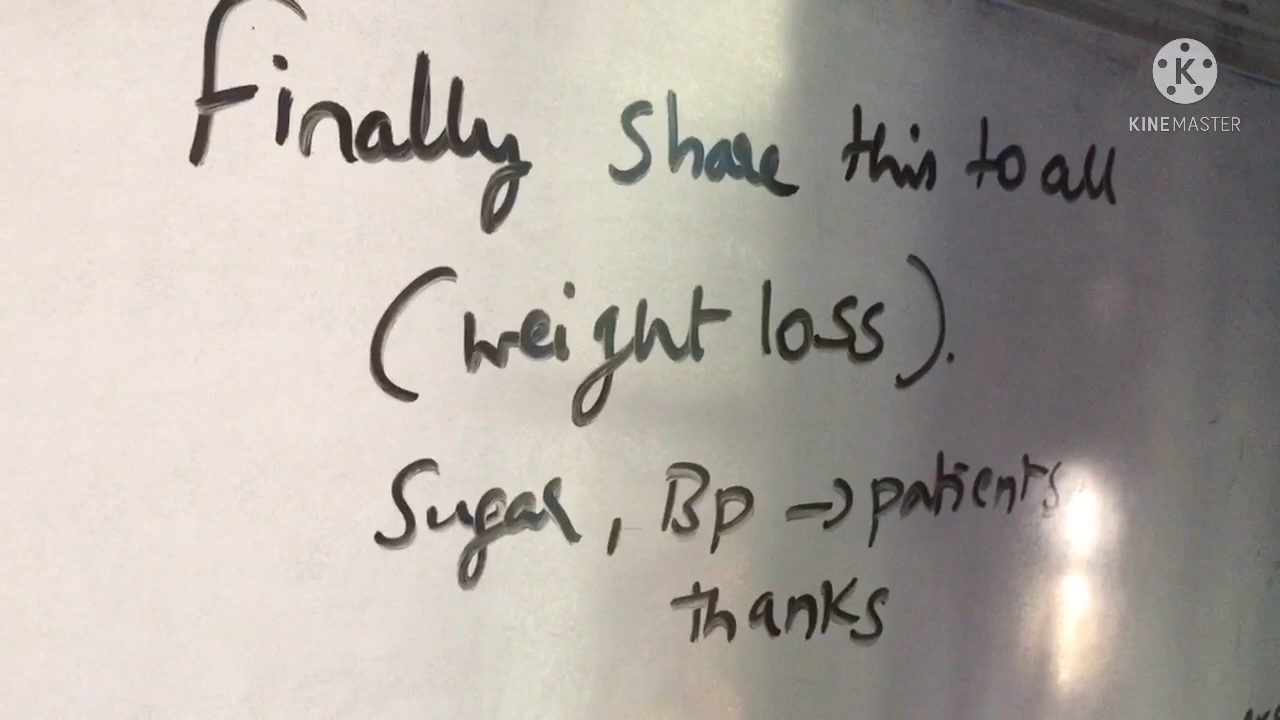 Finally share this to all
(weight loss).
Sugar, Bp → patients
thanks
K
KINEMASTER